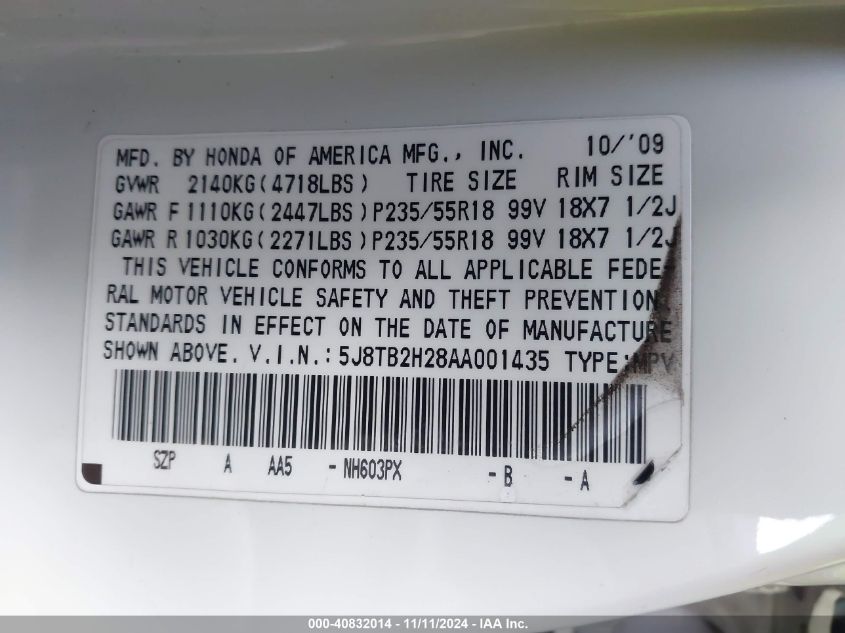 MFD. BY HONDA OF AMERICA MFG., INC. 10/'09
GVWR 2140KG(4718LBS) TIRE SIZE RIM SIZE
GAWR F 1110KG(2447LBS) P235/55R18 99V 18X7 1/2J
GAWR R 1030KG(2271LBS) P235/55R18 99V 18X7 1/2J
THIS VEHICLE CONFORMS TO ALL APPLICABLE FEDE
RAL MOTOR VEHICLE SAFETY AND THEFT PREVENTION
STANDARDS IN EFFECT ON THE DATE OF MANUFACTURE
SHOWN ABOVE. V.I.N.: 5J8TB2H28AA001435 TYPE:MPV
SZP A AA5 -NH603PX -B -A
000-40832014 - 11/11/2024 - IAA Inc.